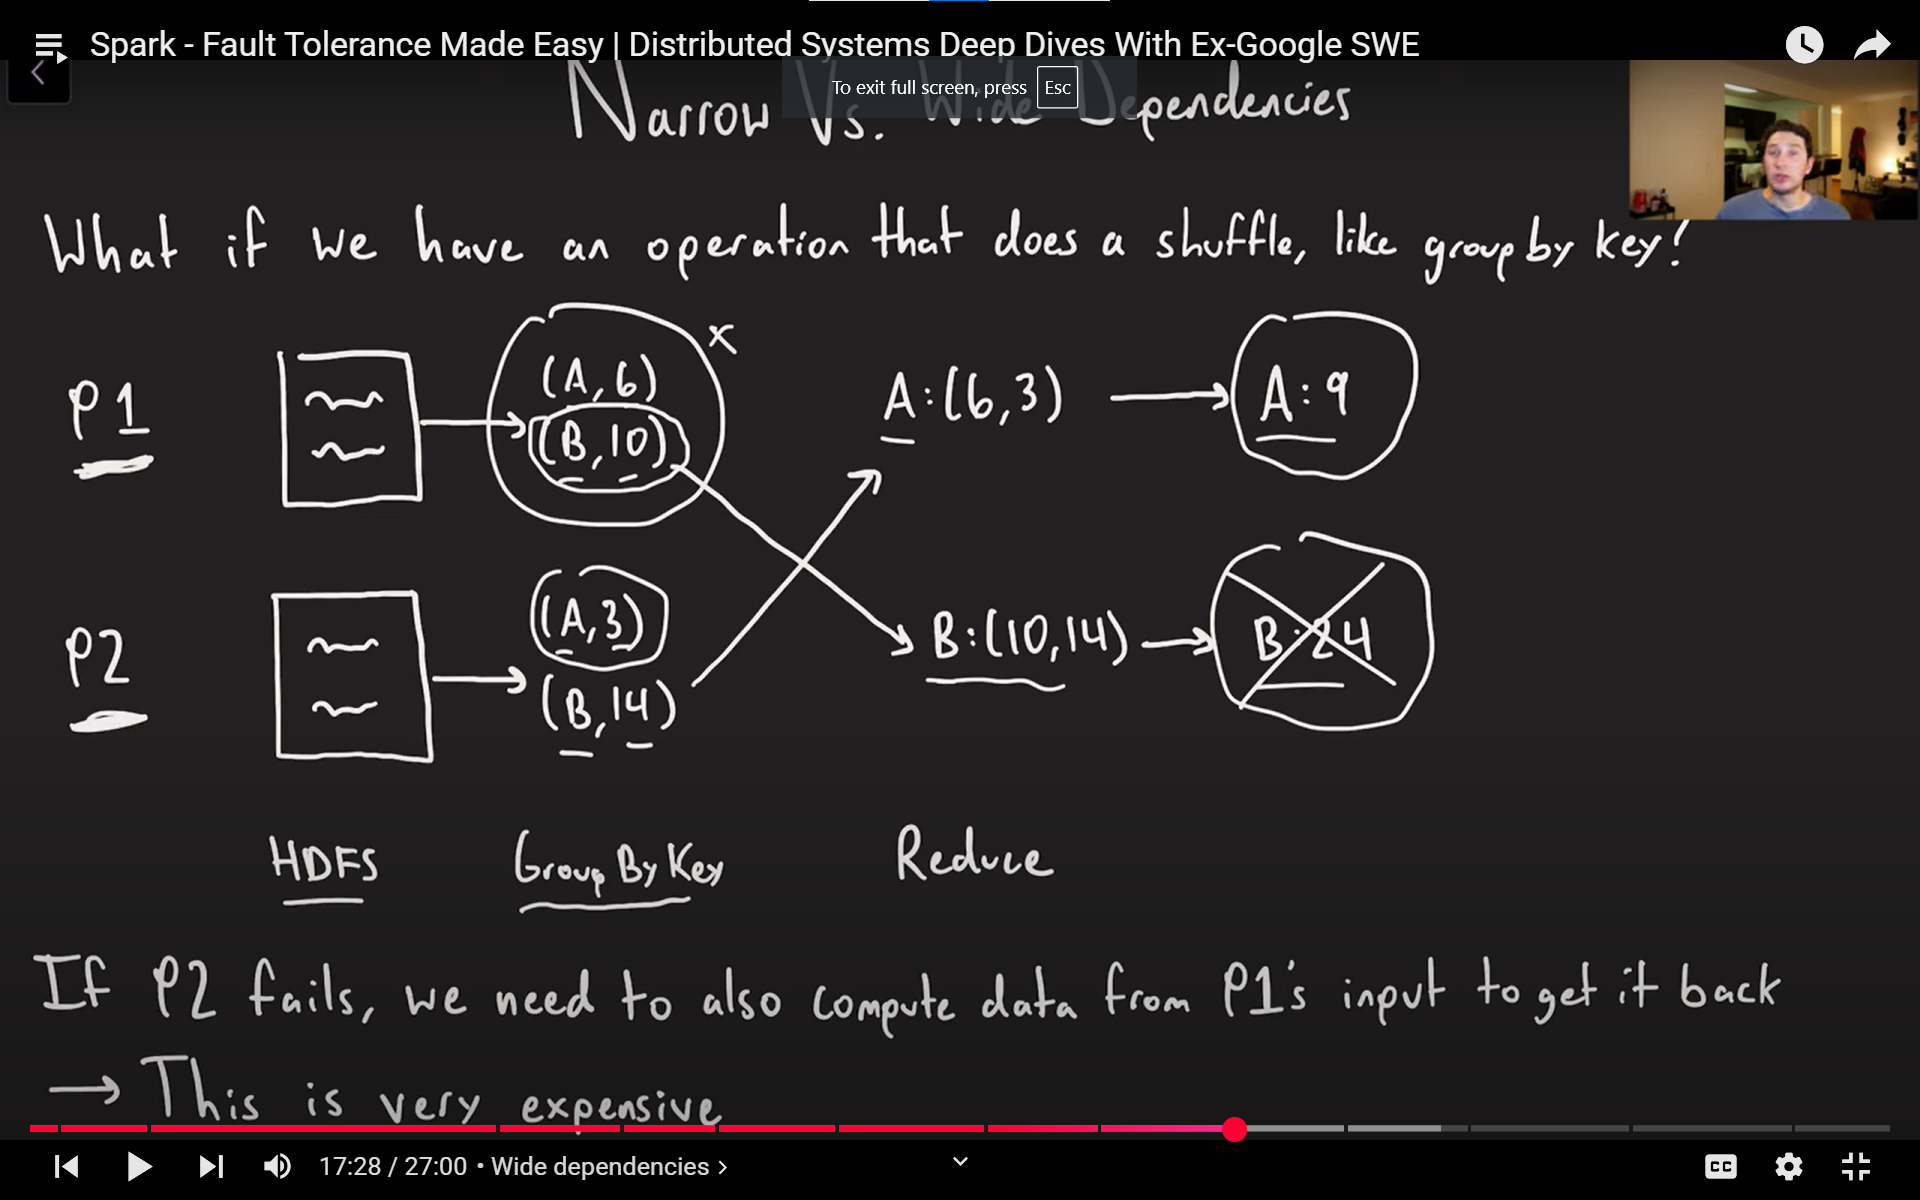 Spark - Fault Tolerance Made Easy | Distributed Systems Deep Dives With Ex-Google SWE
To exit full screen, press Esc
Narrow Vs. Wide Dependencies
What if we have an operation that does a shuffle, like group by key?
P1
(A,6)
(B,10)
x
A:(6,3)
A:9
P2
(A,3)
(B,14)
B:(10,14)
B:24
HDFS
Group By Key
Reduce
If P2 fails, we need to also compute data from P1's input to get it back
→ This is very expensive
17:28 / 27:00 • Wide dependencies >
CC